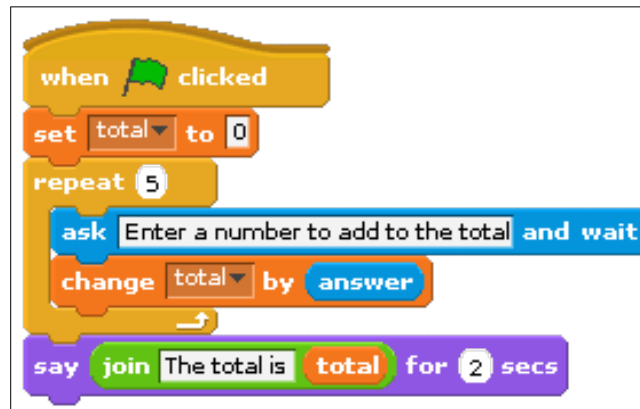 when clicked
set total to 0
repeat 5
ask Enter a number to add to the total and wait
change total by answer
say join The total is total for 2 secs